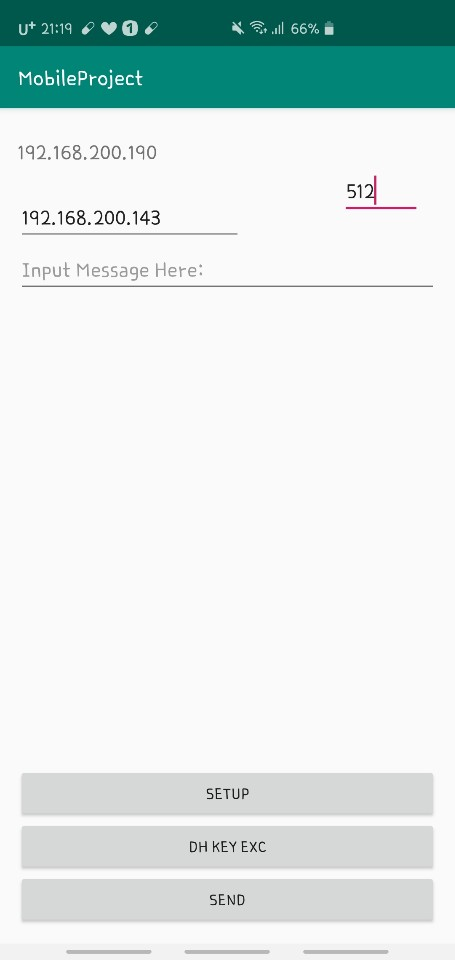 U+ 21:19 1 66%
MobileProject
192.168.200.190
512
192.168.200.143
Input Message Here:
SETUP
DH KEY EXC
SEND